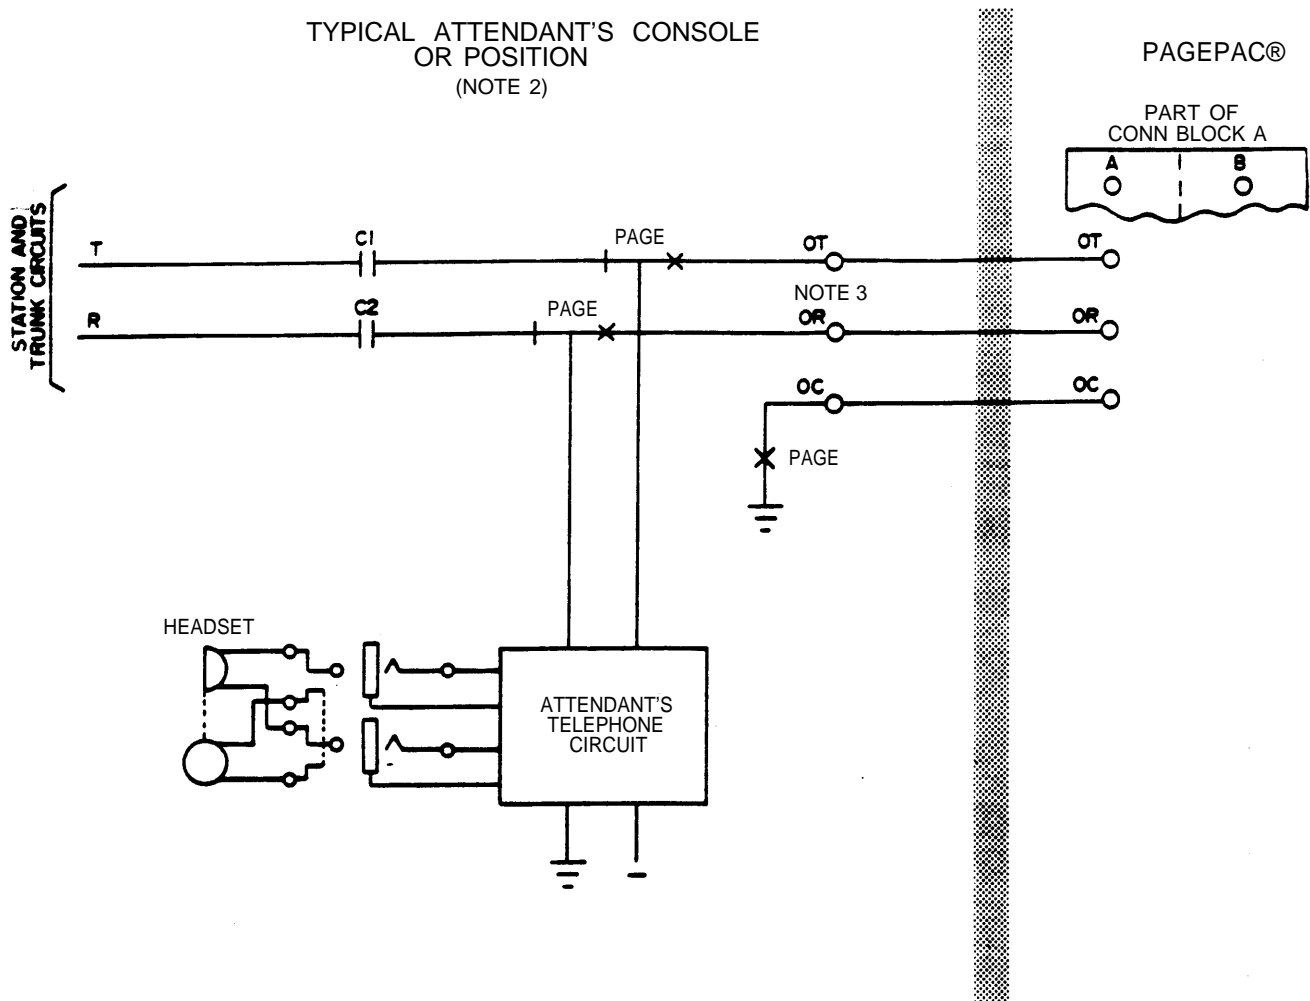 TYPICAL ATTENDANT'S CONSOLE
OR POSITION
(NOTE 2)
PAGEPAC®
PART OF
CONN BLOCK A
A
B
STATION AND
TRUNK CIRCUITS
T
C1
PAGE
OT
OT
R
C2
PAGE
NOTE 3
OR
OR
OC
OC
PAGE
HEADSET
ATTENDANT'S
TELEPHONE
CIRCUIT